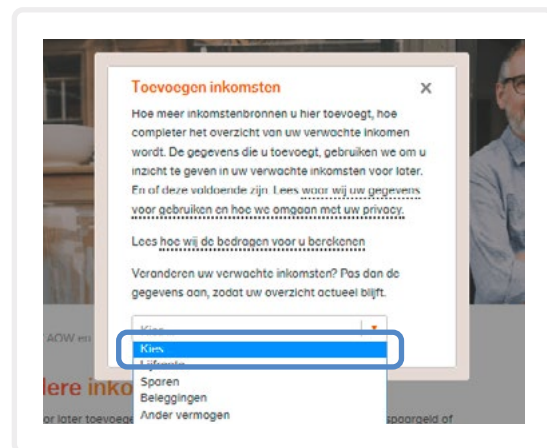 Toevoegen inkomsten
Hoe meer inkomstenbronnen u hier toevoegt, hoe
completer het overzicht van uw verwachte inkomen
wordt. De gegevens die u toevoegt, gebruiken we om u
inzicht te geven in uw verwachte inkomsten voor later.
En of deze voldoende zijn. Lees waar wij uw gegevens
voor gebruiken en hoe we omgaan met uw privacy.
Lees hoe wij de bedragen voor u berekenen
Veranderen uw verwachte inkomsten? Pas dan de
gegevens aan, zodat uw overzicht actueel blijft.
Kies
AOW en
Kies
Lijfrente
Sparen
dere inko
Beleggingen
or later toevoege
Ander vermogen
spaargeld of